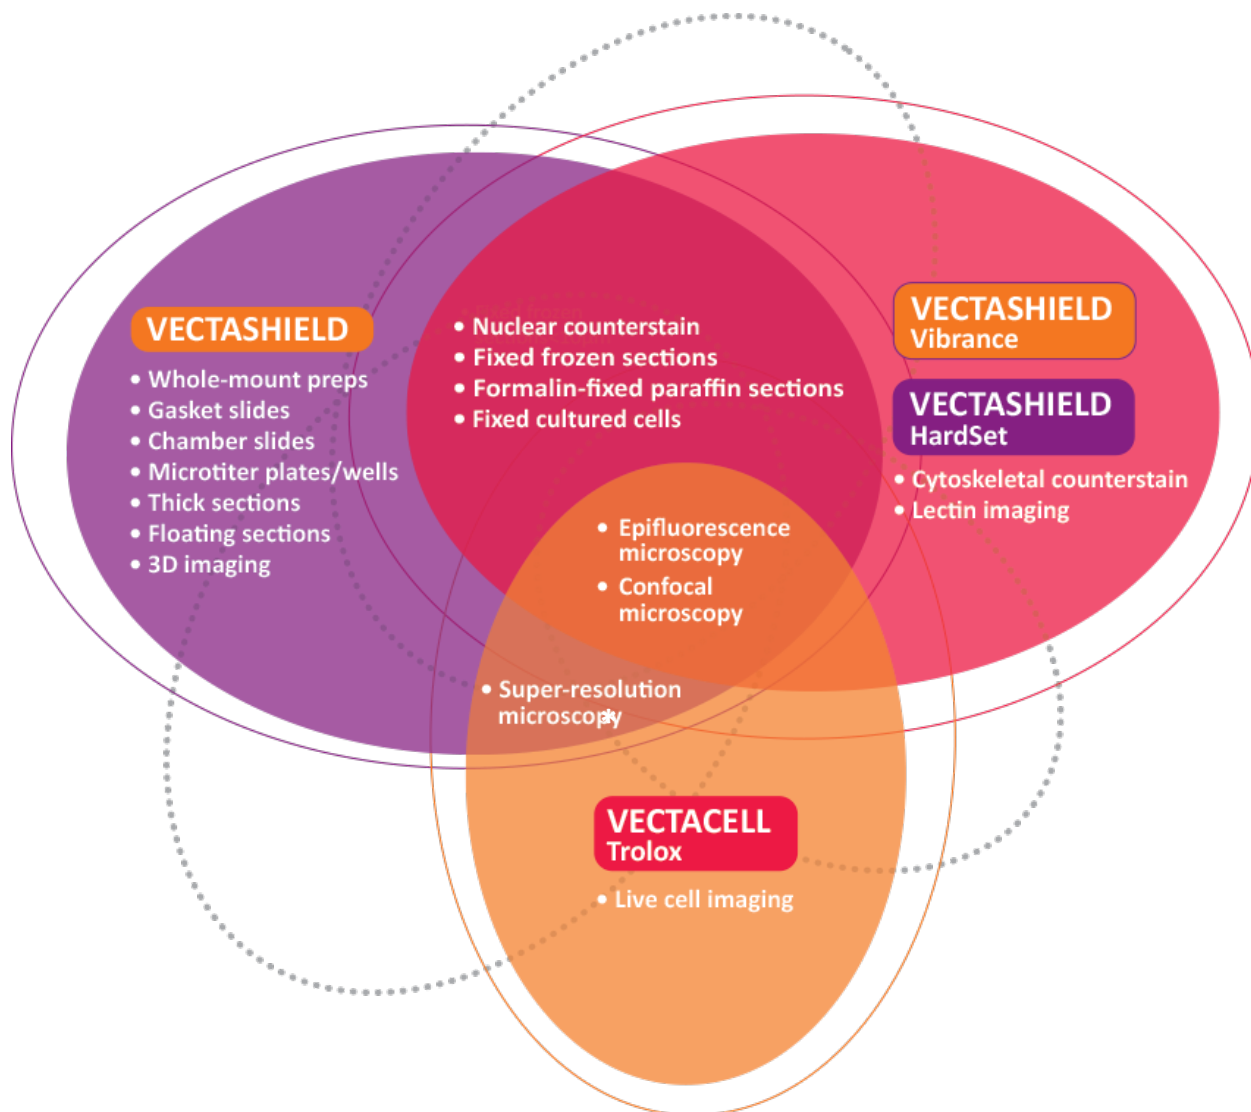 VECTASHIELD
• Whole-mount preps
• Gasket slides
• Chamber slides
• Microtiter plates/wells
• Thick sections
• Floating sections
• 3D imaging
• Nuclear counterstain
• Fixed frozen sections
• Formalin-fixed paraffin sections
• Fixed cultured cells
VECTASHIELD
Vibrance
VECTASHIELD
HardSet
• Cytoskeletal counterstain
• Lectin imaging
• Epifluorescence
microscopy
• Confocal
microscopy
• Super-resolution
microscopy*
VECTACELL
Trolox
• Live cell imaging